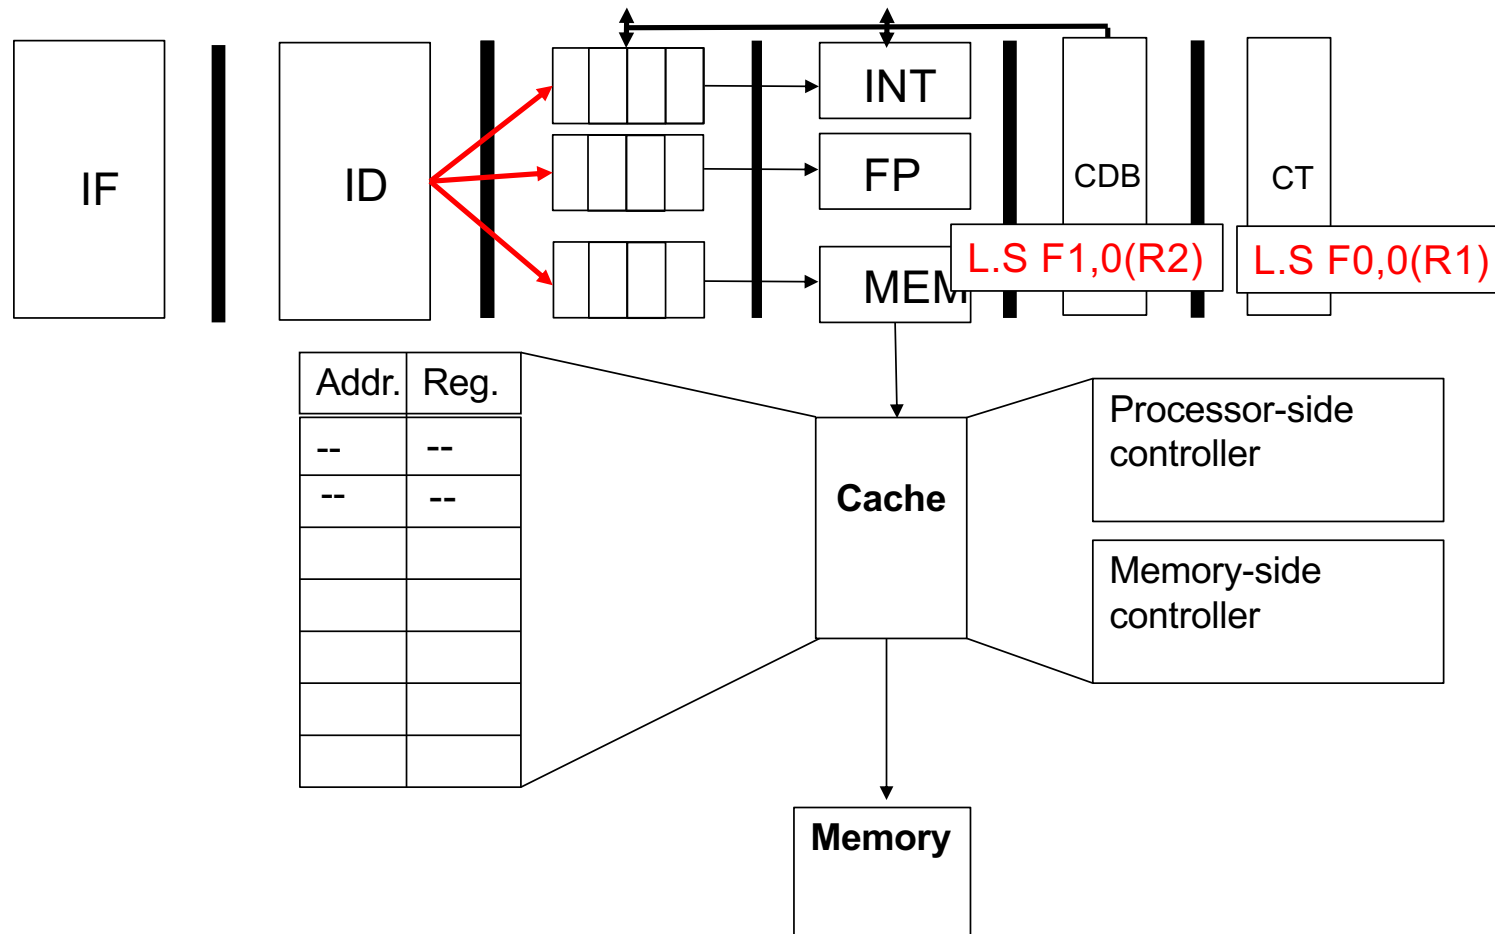 IF
ID
INT
FP
MEM
CDB
CT
L.S F1,0(R2)
L.S F0,0(R1)
Addr. Reg.
-- --
-- --
Cache
Processor-side
controller
Memory-side
controller
Memory